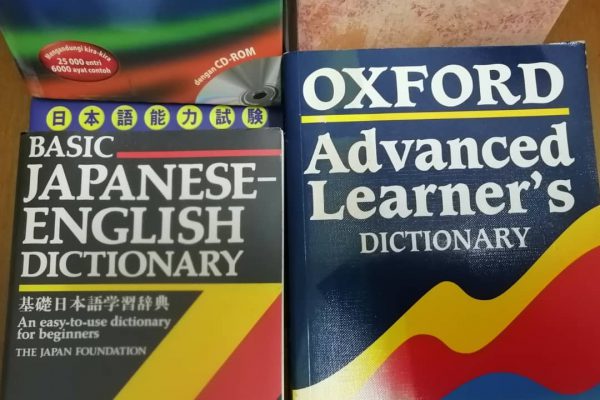 Mengandungi kira-kira
25 000 entri
6000 ayat contoh
dengan CD-ROM
日本語能力試験
BASIC
JAPANESE-
ENGLISH
DICTIONARY
基礎日本語学習辞典
An easy-to-use dictionary
for beginners
THE JAPAN FOUNDATION
OXFORD
Advanced
Learner's
DICTIONARY